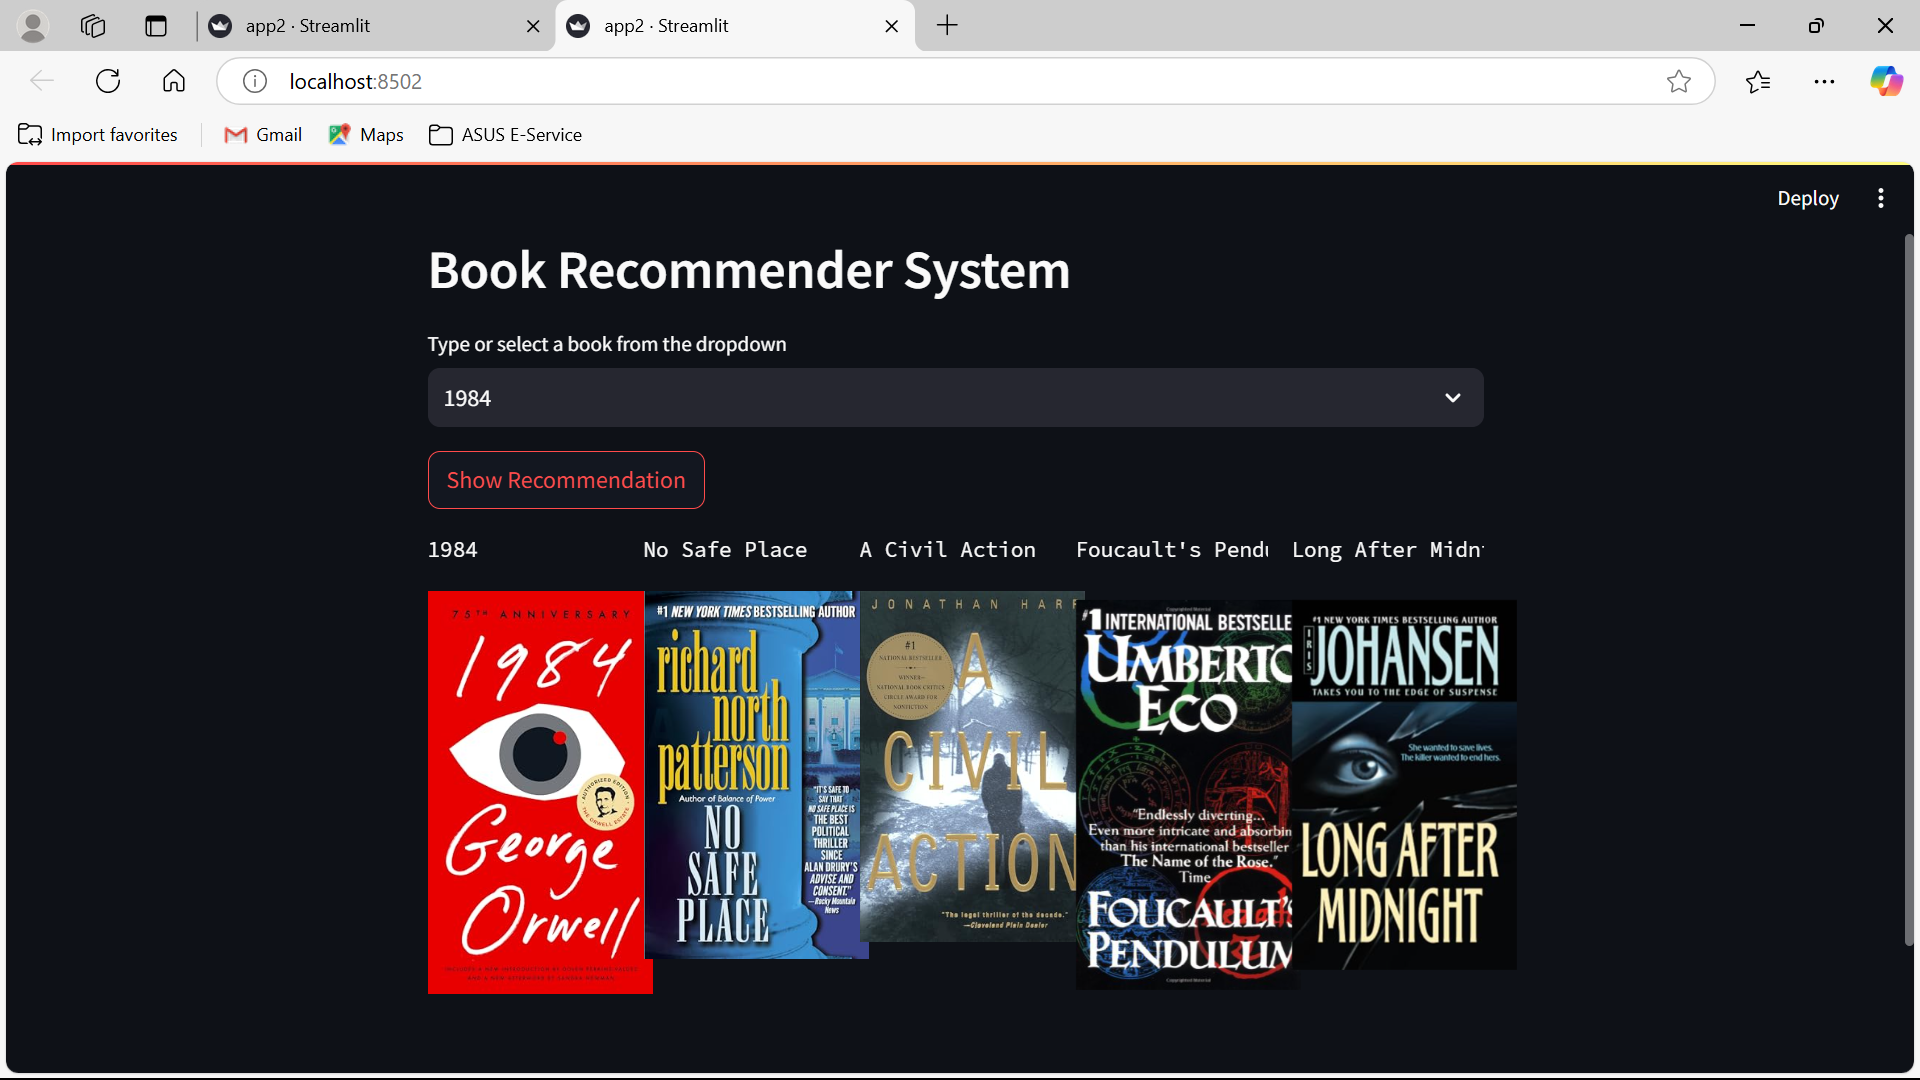 app2 · Streamlit
app2 · Streamlit
localhost:8502
Import favorites
Gmail
Maps
ASUS E-Service
Deploy
Book Recommender System
Type or select a book from the dropdown
1984
Show Recommendation
1984
No Safe Place
A Civil Action
Foucault's Pend
Long After Midn
75TH ANNIVERSARY
1984
AUTHORIZED EDITION
George
Orwell
#1 NEW YORK TIMES BESTSELLING AUTHOR
richard
north
patterson
Author of Balance of Power
NO
SAFE
PLACE
"IT'S SAFE TO
SAY THAT
NO SAFE PLACE IS
THE BEST
POLITICAL
THRILLER
SINCE
ALAN DRURY'S
ADVISE AND
CONSENT."
—Rocky Mountain
News
JONATHAN HARR
#1
NATIONAL BESTSELLER
WINNER—
NATIONAL BOOK CRITICS
CIRCLE AWARD FOR
NONFICTION
A
CIVIL
ACTION
"The legal thriller of the decade."
—Cleveland Plain Dealer
#1 INTERNATIONAL BESTSELLE
UMBERTO
ECO
"Endlessly diverting...
Even more intricate and absorbin
than his international bestseller
The Name of the Rose."
Time
FOUCAULT'S
PENDULUM
#1 NEW YORK TIMES BESTSELLING AUTHOR
IRIS
JOHANSEN
TAKES YOU TO THE EDGE OF SUSPENSE
She wanted to save lives.
The killer wanted to end hers.
LONG AFTER
MIDNIGHT